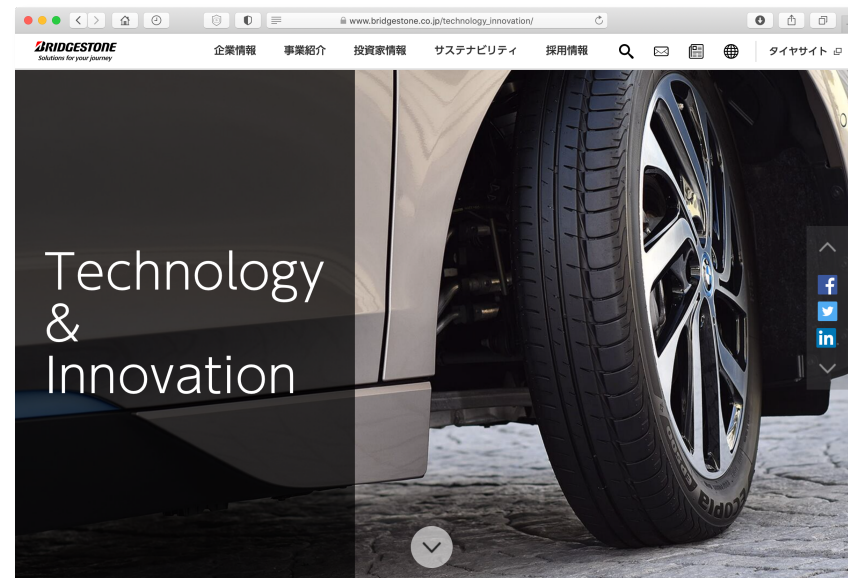 www.bridgestone.co.jp/technology_innovation/
BRIDGESTONE
Solutions for your journey
企業情報 事業紹介 投資家情報 サステナビリティ 採用情報 タイヤサイト
Technology
&
Innovation
f
in
ecopia